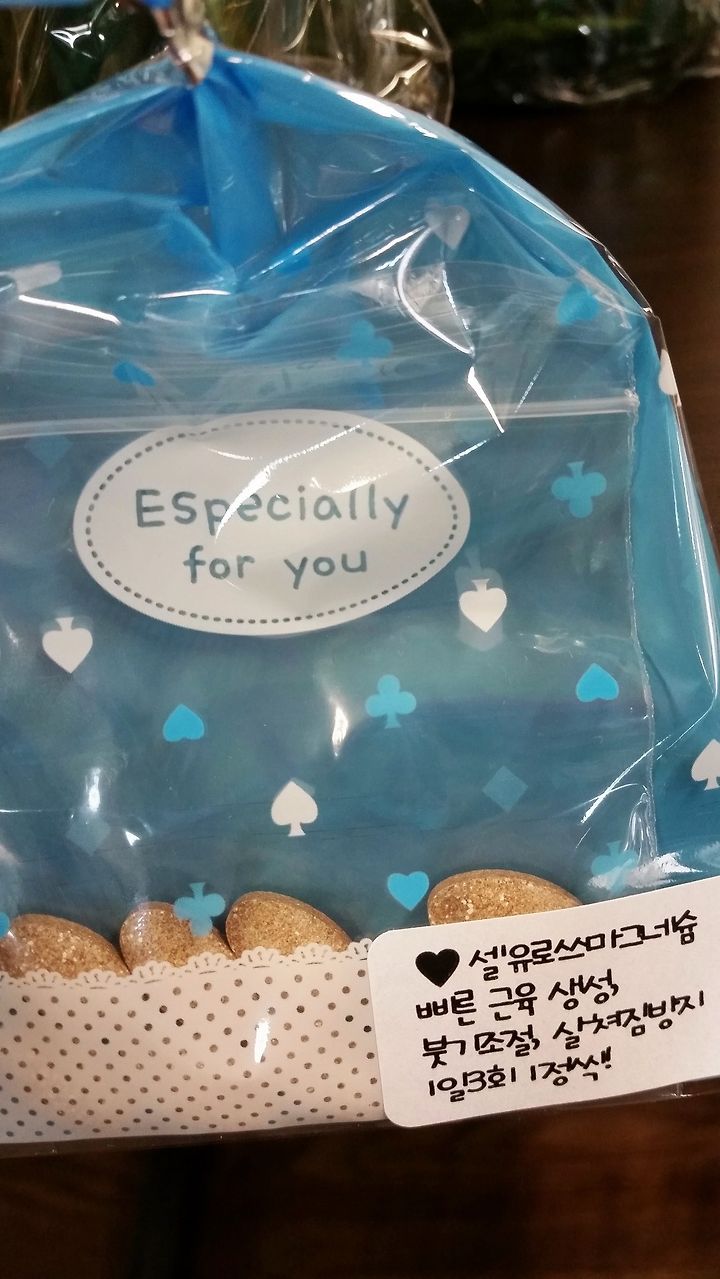 Especially
for you
♥ 셀유로쓰마그네슘
빠른 근육 생성,
붓기조절, 살쳐짐방지
1일3회 1정씩!